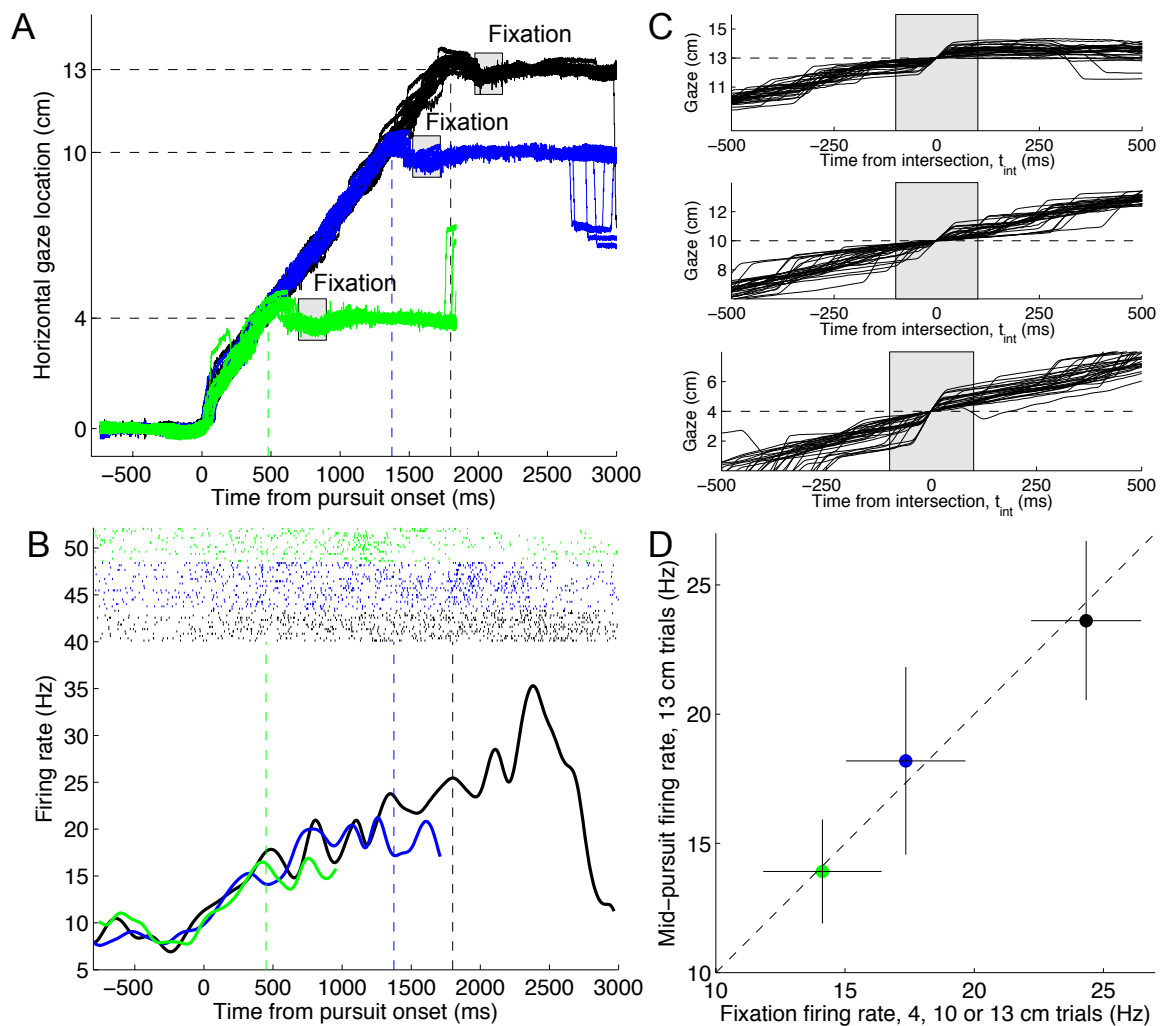 A
Fixation
Fixation
Fixation
13
10
4
0
Horizontal gaze location (cm)
−500 0 500 1000 1500 2000 2500 3000
Time from pursuit onset (ms)
B
50
45
40
35
30
25
20
15
10
5
Firing rate (Hz)
−500 0 500 1000 1500 2000 2500 3000
Time from pursuit onset (ms)
C
15
13
11
Gaze (cm)
−500 −250 0 250 500
Time from intersection, t_int (ms)
12
10
8
Gaze (cm)
−500 −250 0 250 500
Time from intersection, t_int (ms)
6
4
2
Gaze (cm)
−500 −250 0 250 500
Time from intersection, t_int (ms)
D
25
20
15
10
Mid−pursuit firing rate, 13 cm trials (Hz)
10 15 20 25
Fixation firing rate, 4, 10 or 13 cm trials (Hz)